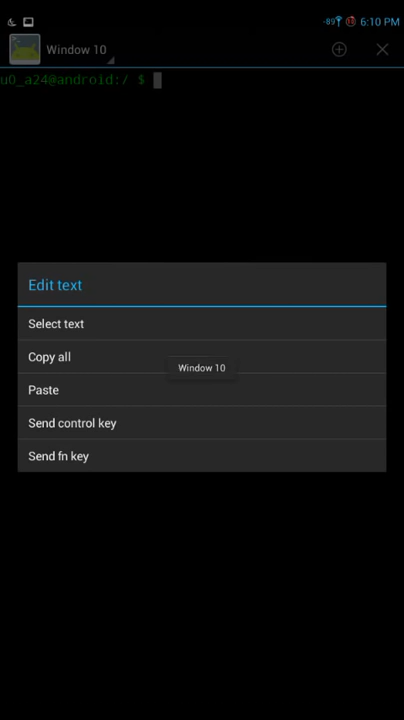 -89 6:10 PM
Window 10
u0_a24@android:/ $
Edit text
Select text
Copy all
Window 10
Paste
Send control key
Send fn key